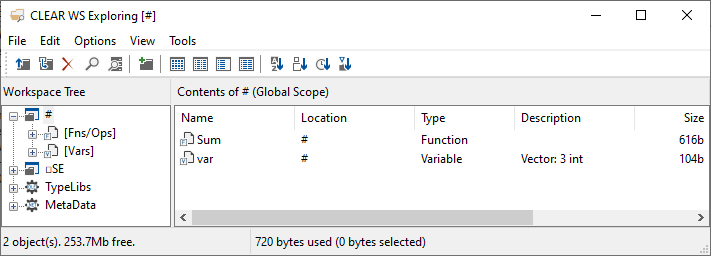 CLEAR WS Exploring [#]
File Edit Options View Tools
Workspace Tree
#
[Fns/Ops]
[Vars]
□SE
TypeLibs
MetaData
Contents of # (Global Scope)
Name Location Type Description Size
Sum # Function 616b
var # Variable Vector: 3 int 104b
2 object(s). 253.7Mb free. 720 bytes used (0 bytes selected)